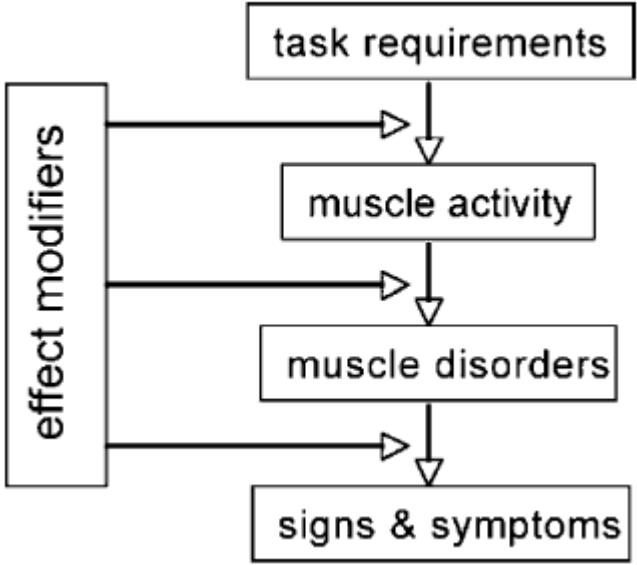 task requirements
effect modifiers
muscle activity
muscle disorders
signs & symptoms